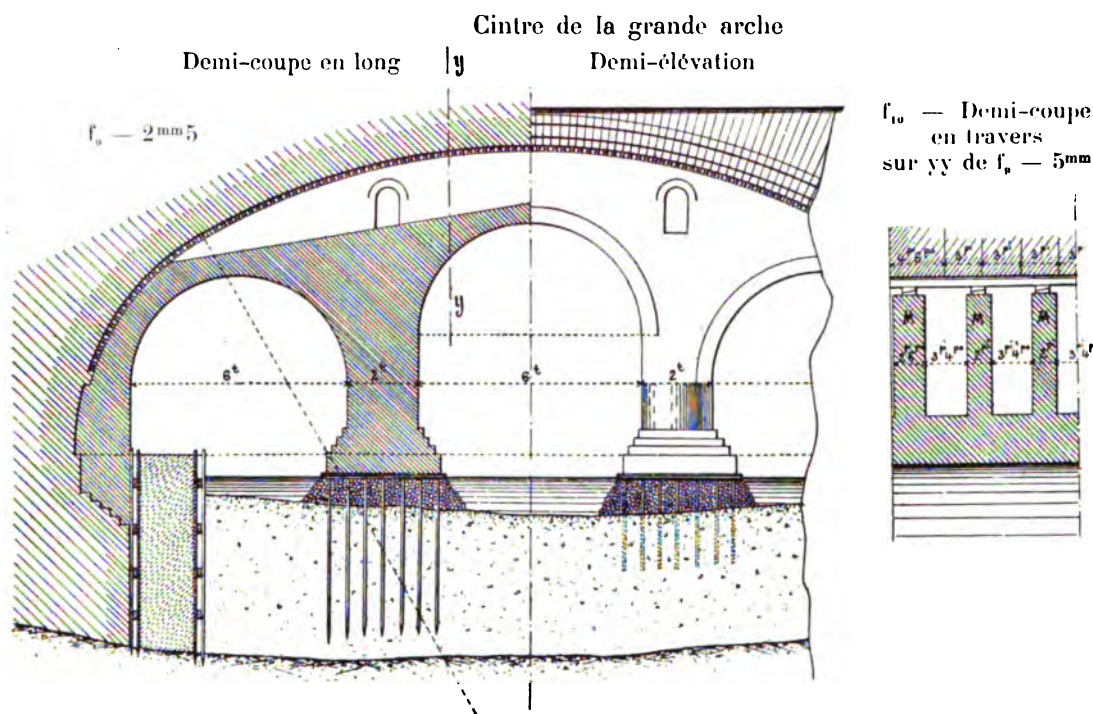 Cintre de la grande arche
Demi-coupe en long
y
Demi-élévation
f₉ — 2ᵐᵐ5
f₁₀ — Demi-coupe
en travers
sur yy de f₉ — 5ᵐᵐ
y
6ᵗ
2ᵗ
6ᵗ
2ᵗ
M
M
M